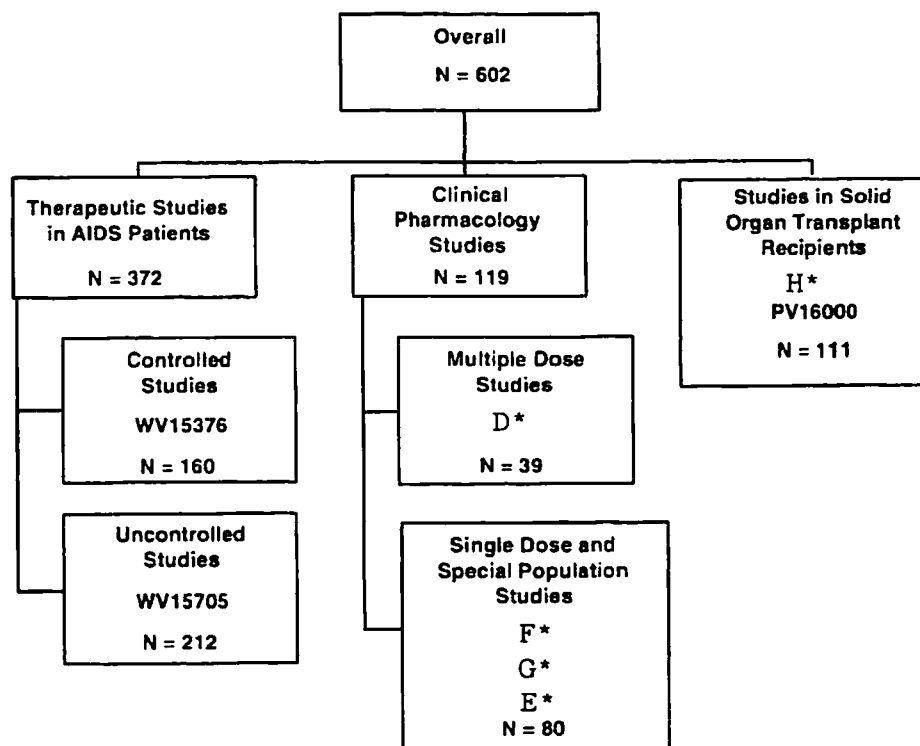 Overall
N = 602
Therapeutic Studies
in AIDS Patients
N = 372
Controlled
Studies
WV15376
N = 160
Uncontrolled
Studies
WV15705
N = 212
Clinical
Pharmacology
Studies
N = 119
Multiple Dose
Studies
D*
N = 39
Single Dose and
Special Population
Studies
F*
G*
E*
N = 80
Studies in Solid
Organ Transplant
Recipients
H*
PV16000
N = 111